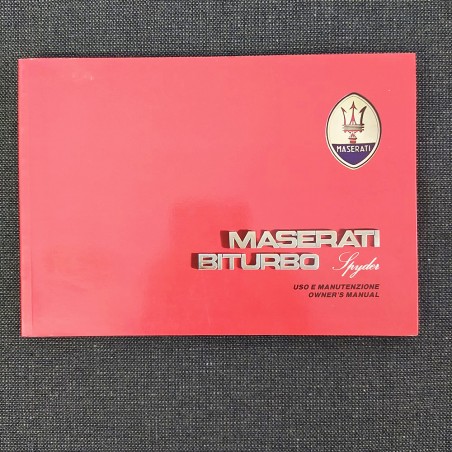 MASERATI
MASERATI
BITURBO Spyder
USO E MANUTENZIONE
OWNER'S MANUAL